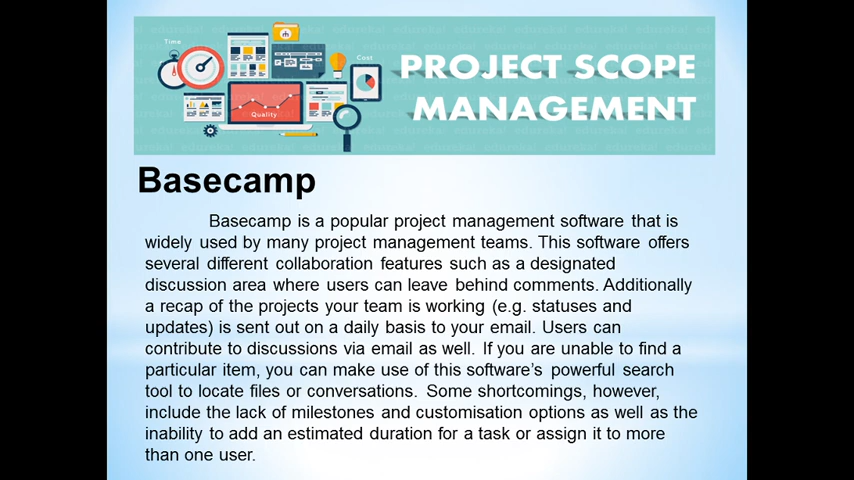 Time
Cost
Quality
PROJECT SCOPE
MANAGEMENT
Basecamp
Basecamp is a popular project management software that is
widely used by many project management teams. This software offers
several different collaboration features such as a designated
discussion area where users can leave behind comments. Additionally
a recap of the projects your team is working (e.g. statuses and
updates) is sent out on a daily basis to your email. Users can
contribute to discussions via email as well. If you are unable to find a
particular item, you can make use of this software's powerful search
tool to locate files or conversations. Some shortcomings, however,
include the lack of milestones and customisation options as well as the
inability to add an estimated duration for a task or assign it to more
than one user.